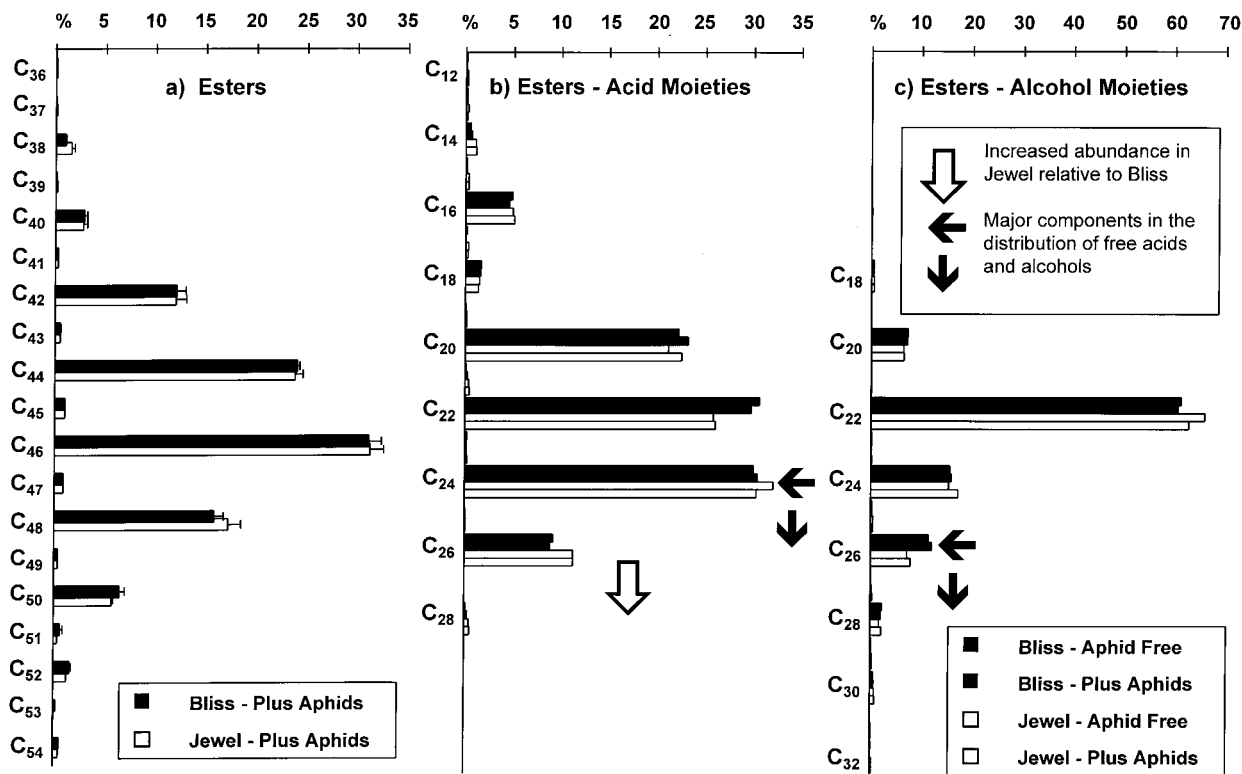 % 5 10 15 20 25 30 35
a) Esters
C36
C37
C38
C39
C40
C41
C42
C43
C44
C45
C46
C47
C48
C49
C50
C51
C52
C53
C54
Bliss - Plus Aphids
Jewel - Plus Aphids
% 5 10 15 20 25 30 35
b) Esters - Acid Moieties
C12
C14
C16
C18
C20
C22
C24
C26
C28
% 10 20 30 40 50 60 70
c) Esters - Alcohol Moieties
Increased abundance in
Jewel relative to Bliss
Major components in the
distribution of free acids
and alcohols
C18
C20
C22
C24
C26
C28
C30
C32
Bliss - Aphid Free
Bliss - Plus Aphids
Jewel - Aphid Free
Jewel - Plus Aphids